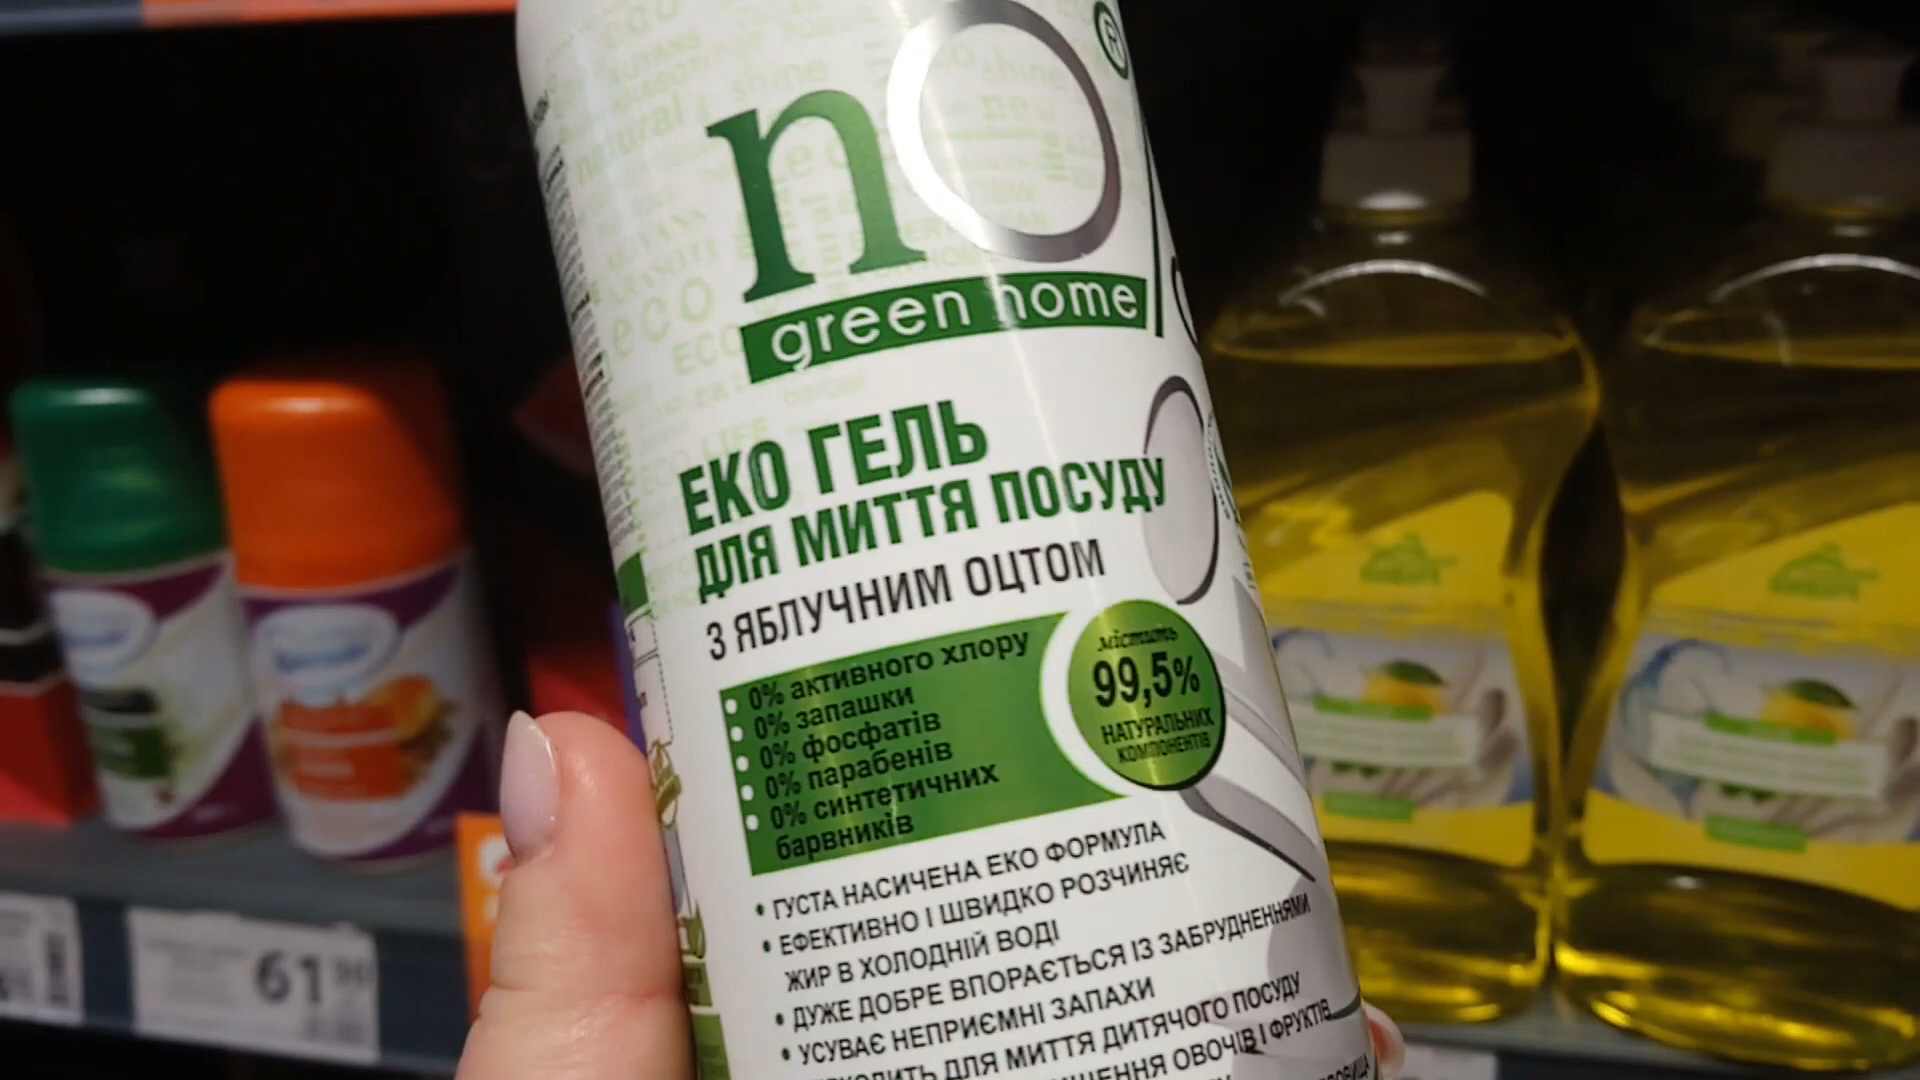 nO®
green home
ЕКО ГЕЛЬ
ДЛЯ МИТТЯ ПОСУДУ
З ЯБЛУЧНИМ ОЦТОМ
• 0% активного хлору
• 0% запашки
• 0% фосфатів
• 0% парабенів
• 0% синтетичних
барвників
містить
99,5%
НАТУРАЛЬНИХ
КОМПОНЕНТІВ
• ГУСТА НАСИЧЕНА ЕКО ФОРМУЛА
• ЕФЕКТИВНО І ШВИДКО РОЗЧИНЯЄ
ЖИР В ХОЛОДНІЙ ВОДІ
• ДУЖЕ ДОБРЕ ВПОРАЄТЬСЯ ІЗ ЗАБРУДНЕННЯМИ
• УСУВАЄ НЕПРИЄМНІ ЗАПАХИ
ДЛЯ МИТТЯ ДИТЯЧОГО ПОСУДУ
ОВОЧІВ І ФРУКТІВ
61